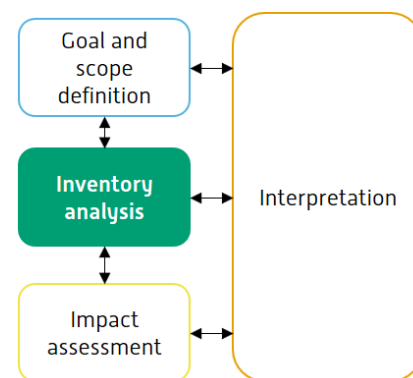 Goal and
scope
definition
Inventory
analysis
Interpretation
Impact
assessment